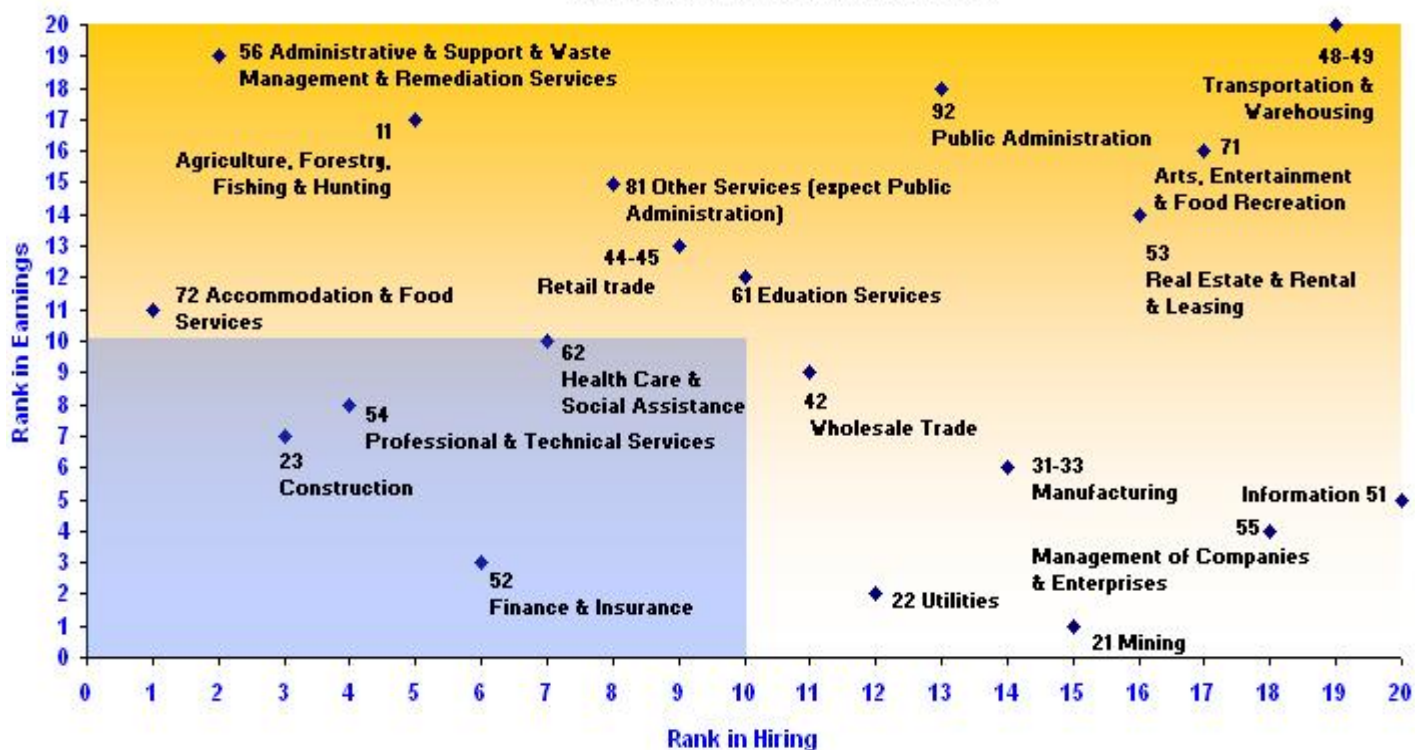 20
19
18
17
16
15
14
13
12
11
10
9
8
7
6
5
4
3
2
1
0
Rank in Earnings
56 Administrative & Support & Waste
Management & Remediation Services
48-49
Transportation &
Warehousing
92
Public Administration
11
Agriculture, Forestry,
Fishing & Hunting
71
Arts, Entertainment
& Food Recreation
81 Other Services (expect Public
Administration)
53
Real Estate & Rental
& Leasing
44-45
Retail trade
61 Eduation Services
72 Accommodation & Food
Services
62
Health Care &
Social Assistance
42
Wholesale Trade
54
Professional & Technical Services
23
Construction
31-33
Manufacturing
Information 51
55
Management of Companies
& Enterprises
52
Finance & Insurance
22 Utilities
21 Mining
0 1 2 3 4 5 6 7 8 9 10 11 12 13 14 15 16 17 18 19 20
Rank in Hiring